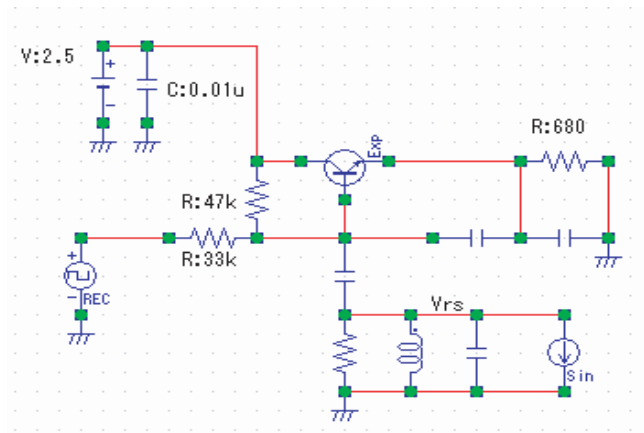 V:2.5
C:0.01u
Exp
R:680
R:47k
R:33k
REC
Vrs
Sin